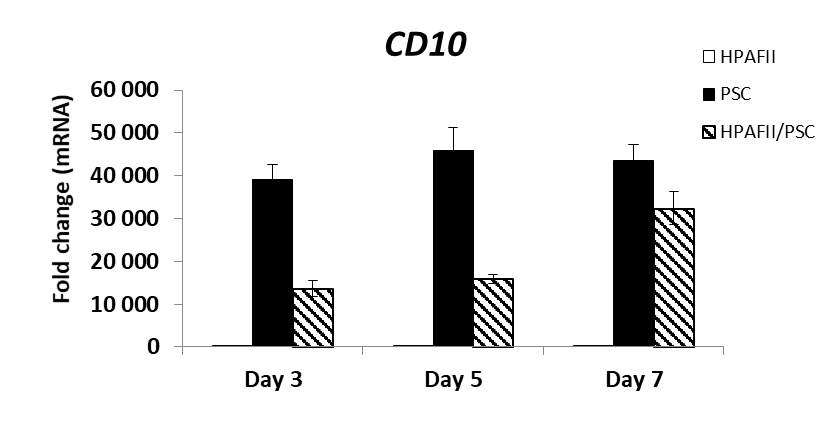 CD10
HPAFII
PSC
HPAFII/PSC
Fold change (mRNA)
60 000
50 000
40 000
30 000
20 000
10 000
0
Day 3 Day 5 Day 7